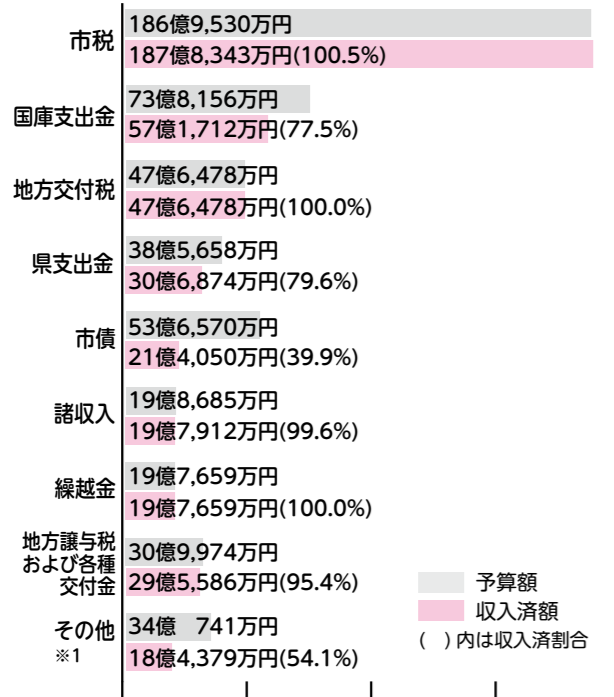 市税
186億9,530万円
187億8,343万円(100.5%)
国庫支出金
73億8,156万円
57億1,712万円(77.5%)
地方交付税
47億6,478万円
47億6,478万円(100.0%)
県支出金
38億5,658万円
30億6,874万円(79.6%)
市債
53億6,570万円
21億4,050万円(39.9%)
諸収入
19億8,685万円
19億7,912万円(99.6%)
繰越金
19億7,659万円
19億7,659万円(100.0%)
地方譲与税
および各種
交付金
30億9,974万円
29億5,586万円(95.4%)
その他
※1
34億　741万円
18億4,379万円(54.1%)
予算額
収入済額
(　) 内は収入済割合